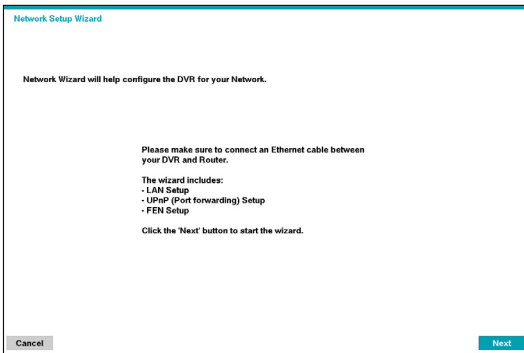 Network Setup Wizard
Network Wizard will help configure the DVR for your Network.
Please make sure to connect an Ethernet cable between
your DVR and Router.
The wizard includes:
- LAN Setup
- UPnP (Port forwarding) Setup
- FEN Setup
Click the 'Next' button to start the wizard.
Cancel
Next